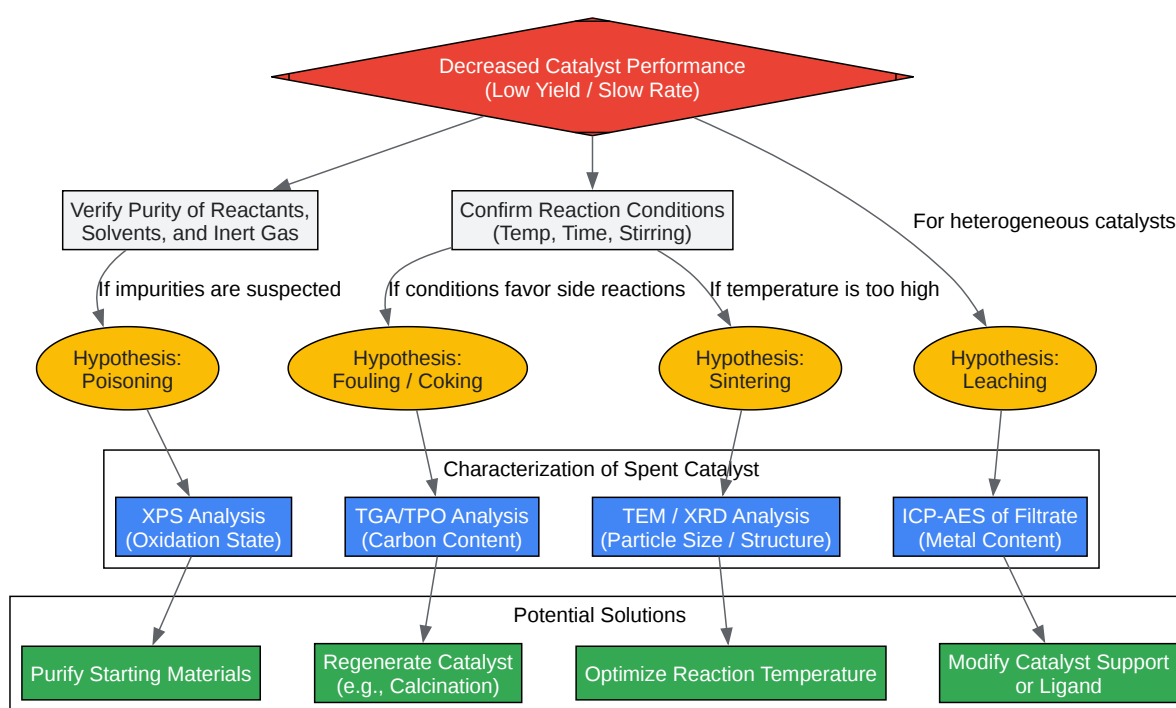 Decreased Catalyst Performance
(Low Yield / Slow Rate)
Verify Purity of Reactants,
Solvents, and Inert Gas
Confirm Reaction Conditions
(Temp, Time, Stirring)
For heterogeneous catalysts
If impurities are suspected
If conditions favor side reactions
If temperature is too high
Hypothesis:
Poisoning
Hypothesis:
Fouling / Coking
Hypothesis:
Sintering
Hypothesis:
Leaching
Characterization of Spent Catalyst
XPS Analysis
(Oxidation State)
TGA/TPO Analysis
(Carbon Content)
TEM / XRD Analysis
(Particle Size / Structure)
ICP-AES of Filtrate
(Metal Content)
Potential Solutions
Purify Starting Materials
Regenerate Catalyst
(e.g., Calcination)
Optimize Reaction Temperature
Modify Catalyst Support
or Ligand